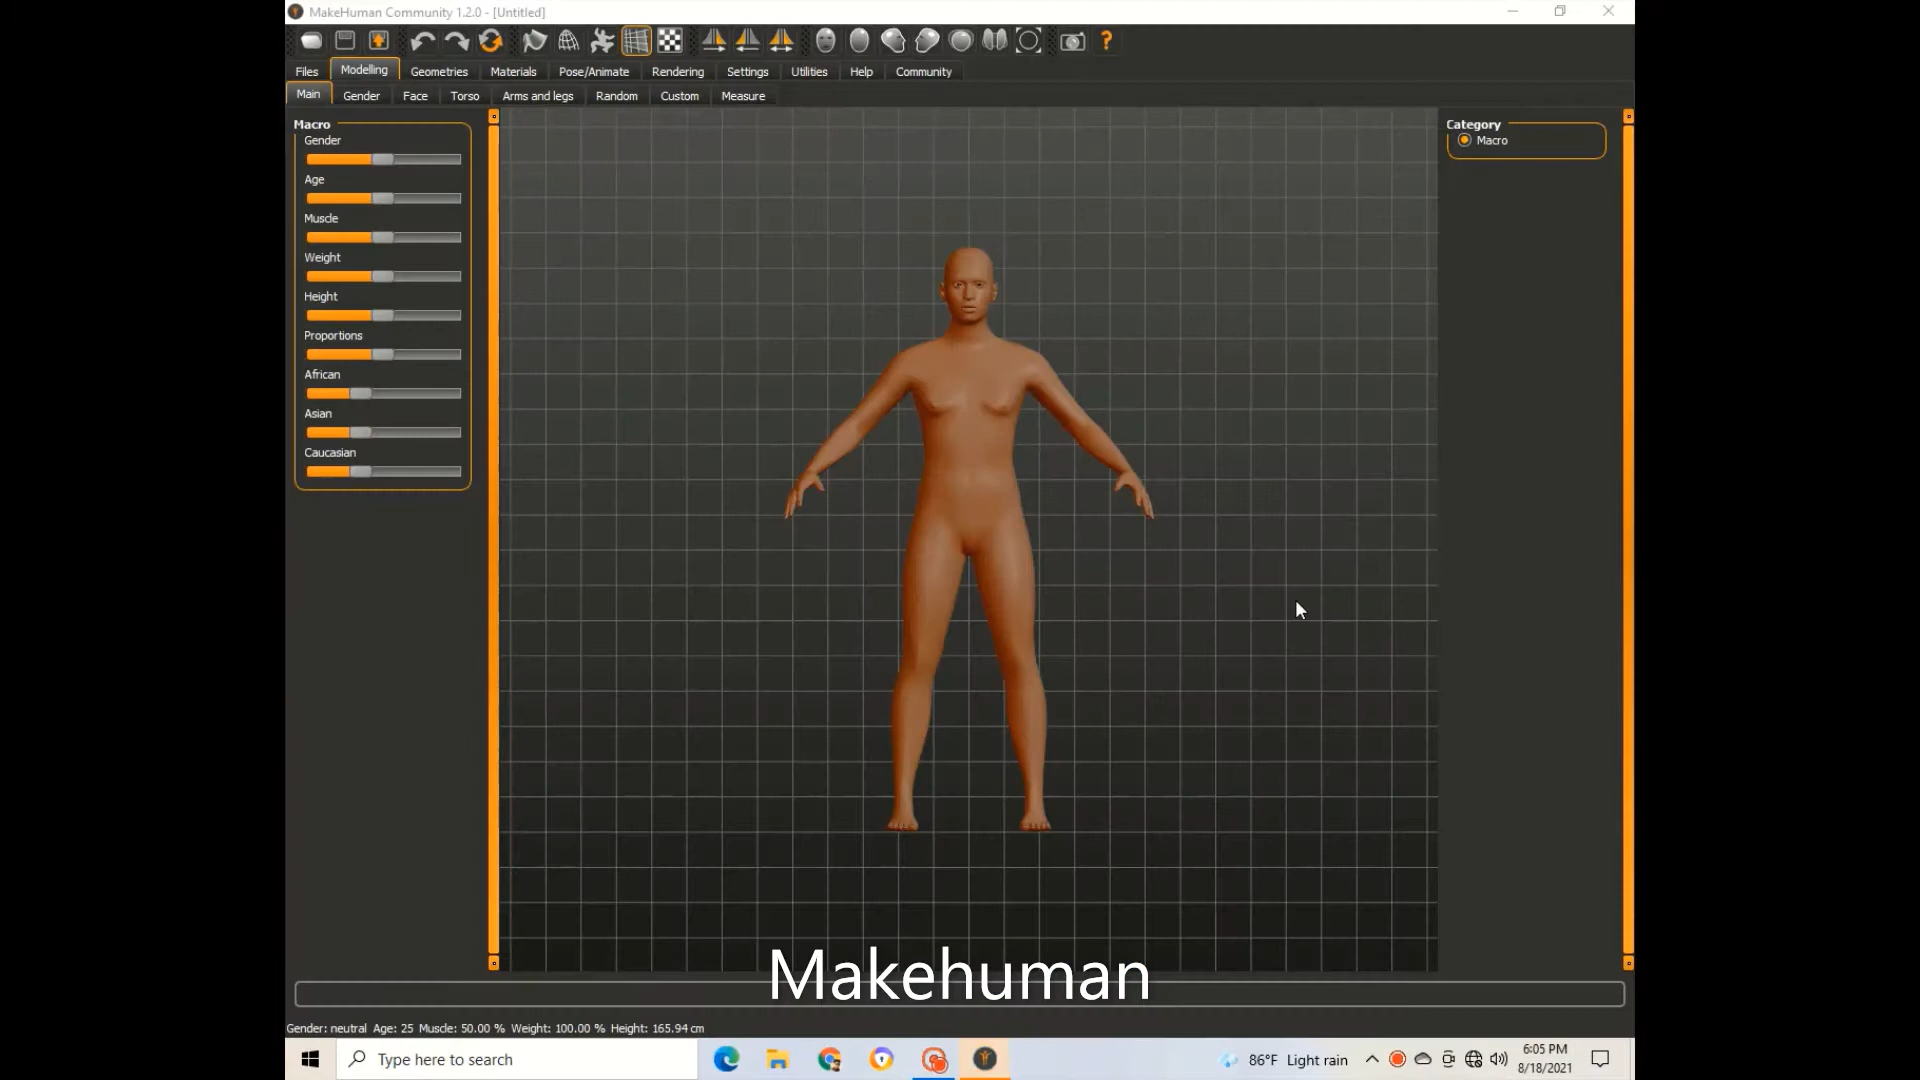 MakeHuman Community 1.2.0 - [Untitled]
Files Modelling Geometries Materials Pose/Animate Rendering Settings Utilities Help Community
Main Gender Face Torso Arms and legs Random Custom Measure
Macro
Gender
Age
Muscle
Weight
Height
Proportions
African
Asian
Caucasian
Category
Macro
Makehuman
Gender: neutral Age: 25 Muscle: 50.00 % Weight: 100.00 % Height: 165.94 cm
Type here to search
86°F Light rain
6:05 PM
8/18/2021